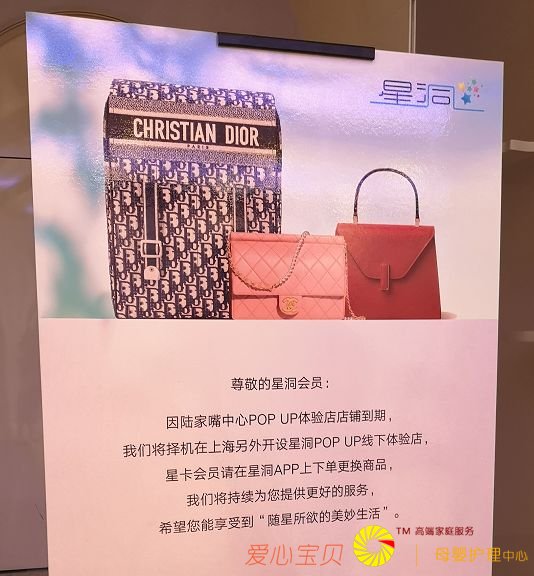 星洞
CHRISTIAN DIOR
PARIS
尊敬的星洞会员：
因陆家嘴中心POP UP体验店店铺到期，
我们将择机在上海另外开设星洞POP UP线下体验店，
星卡会员请在星洞APP上下单更换商品，
我们将持续为您提供更好的服务，
希望您能享受到“随星所欲的美妙生活”。
爱心宝贝 TM 高端家庭服务 母婴护理中心